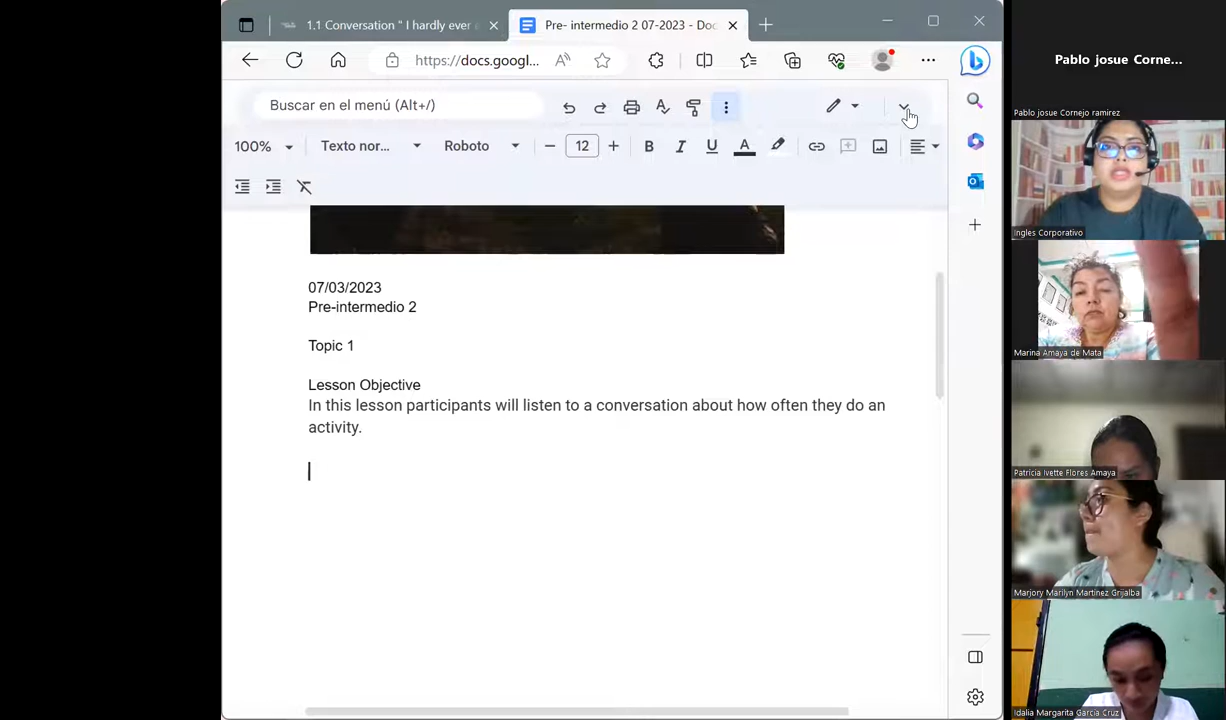 1.1 Conversation " I hardly ever
Pre- intermedio 2 07-2023 - Doc
https://docs.googl...
Buscar en el menú (Alt+/)
100%
Texto nor...
Roboto
12
07/03/2023
Pre-intermedio 2
Topic 1
Lesson Objective
In this lesson participants will listen to a conversation about how often they do an
activity.
Pablo josue Corne...
Pablo josue Cornejo ramirez
Ingles Corporativo
Marina Amaya de Mata
Patricia Ivette Flores Amaya
Marjory Marilyn Martinez Grijalba
Idalia Margarita García Cruz